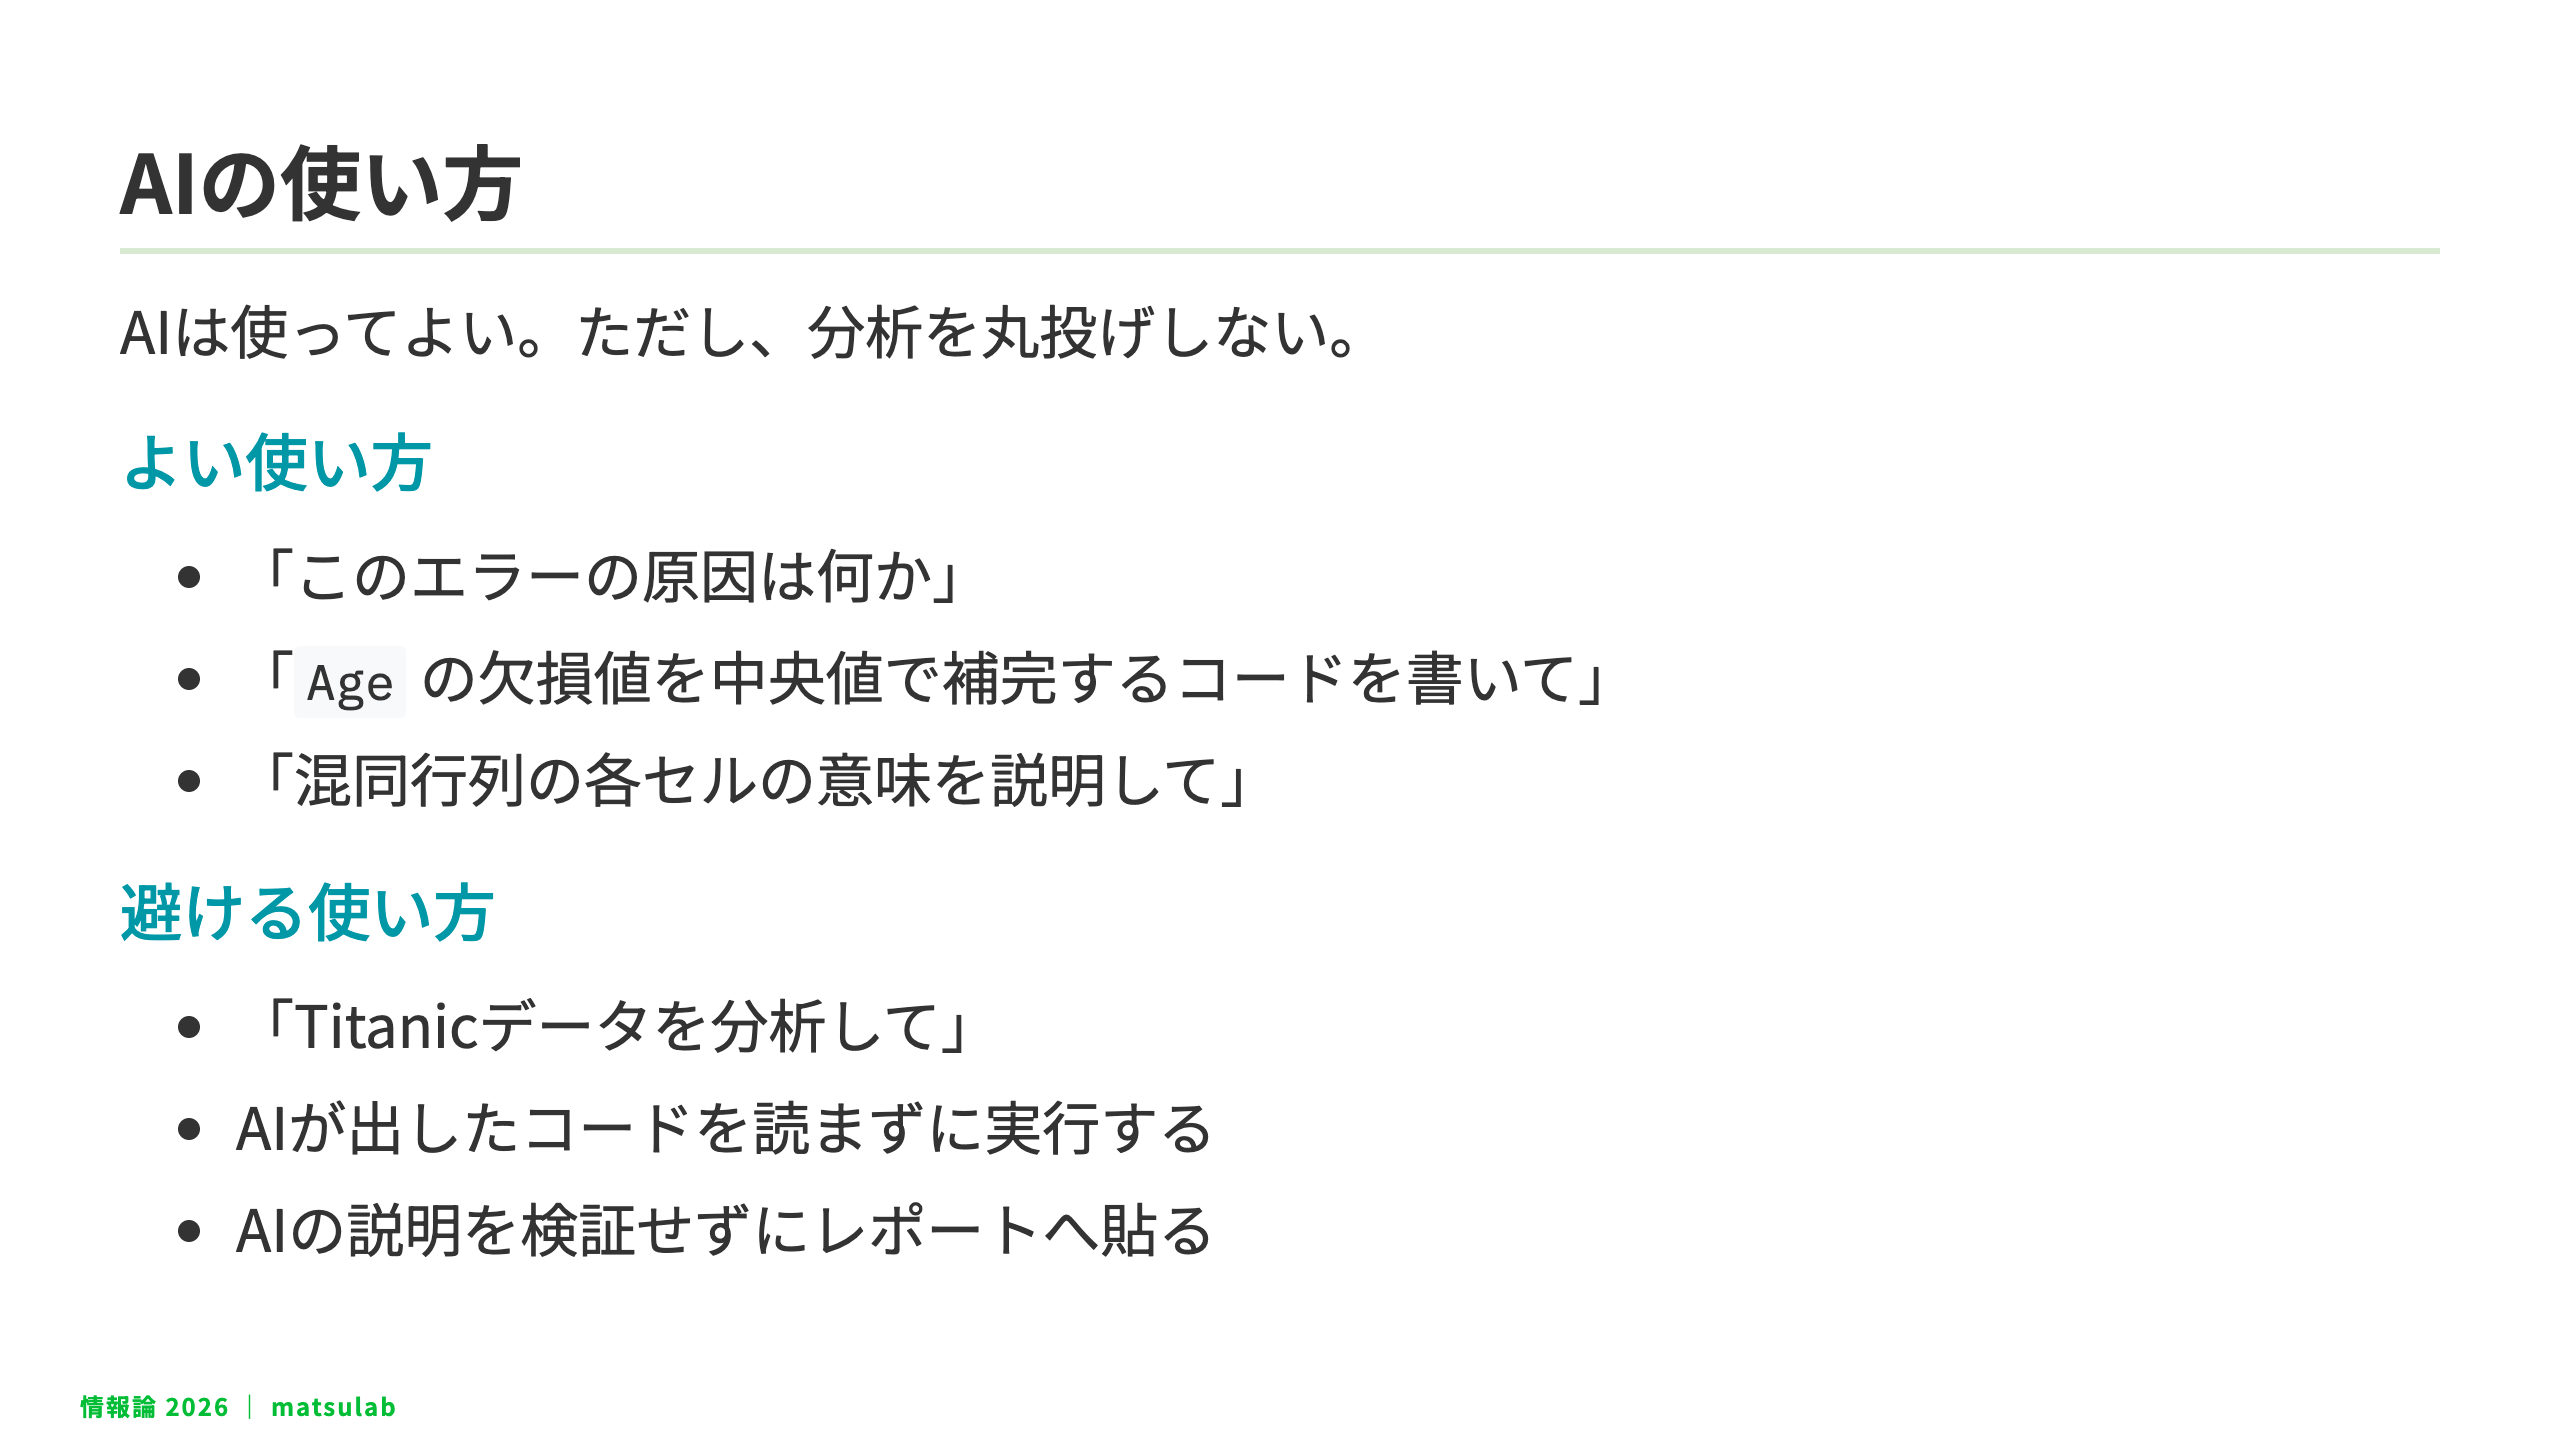 AIの使い方
AIは使ってよい。ただし、分析を丸投げしない。
よい使い方
• 「このエラーの原因は何か」
• 「Age の欠損値を中央値で補完するコードを書いて」
• 「混同行列の各セルの意味を説明して」
避ける使い方
• 「Titanicデータを分析して」
• AIが出したコードを読まずに実行する
• AIの説明を検証せずにレポートへ貼る
情報論 2026 ｜ matsulab